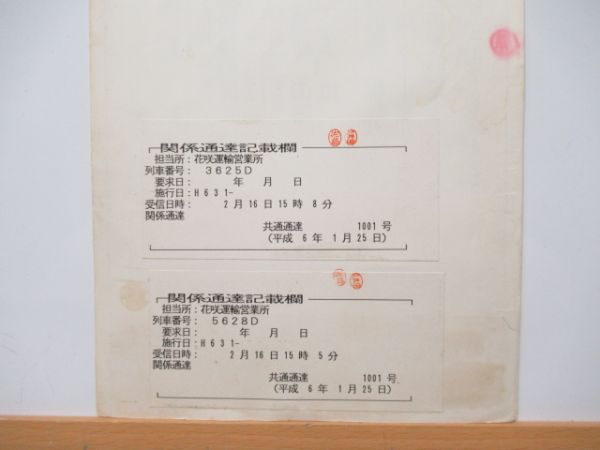 関係通達記載欄
担当所：花咲運輸営業所
列車番号： 3625D
要求日： 年 月 日
施行日：H 6 3 1-
受信日時： 2月16日15時 8分
関係通達
共通通達 1001号
(平成 6年 1月25日)
関係通達記載欄
担当所：花咲運輸営業所
列車番号： 5628D
要求日： 年 月 日
施行日：H 6 3 1-
受信日時： 2月16日15時 5分
関係通達
共通通達 1001号
(平成 6年 1月25日)